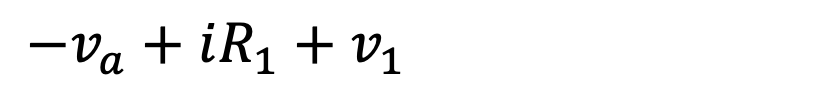 −v_a + iR_1 + v_1